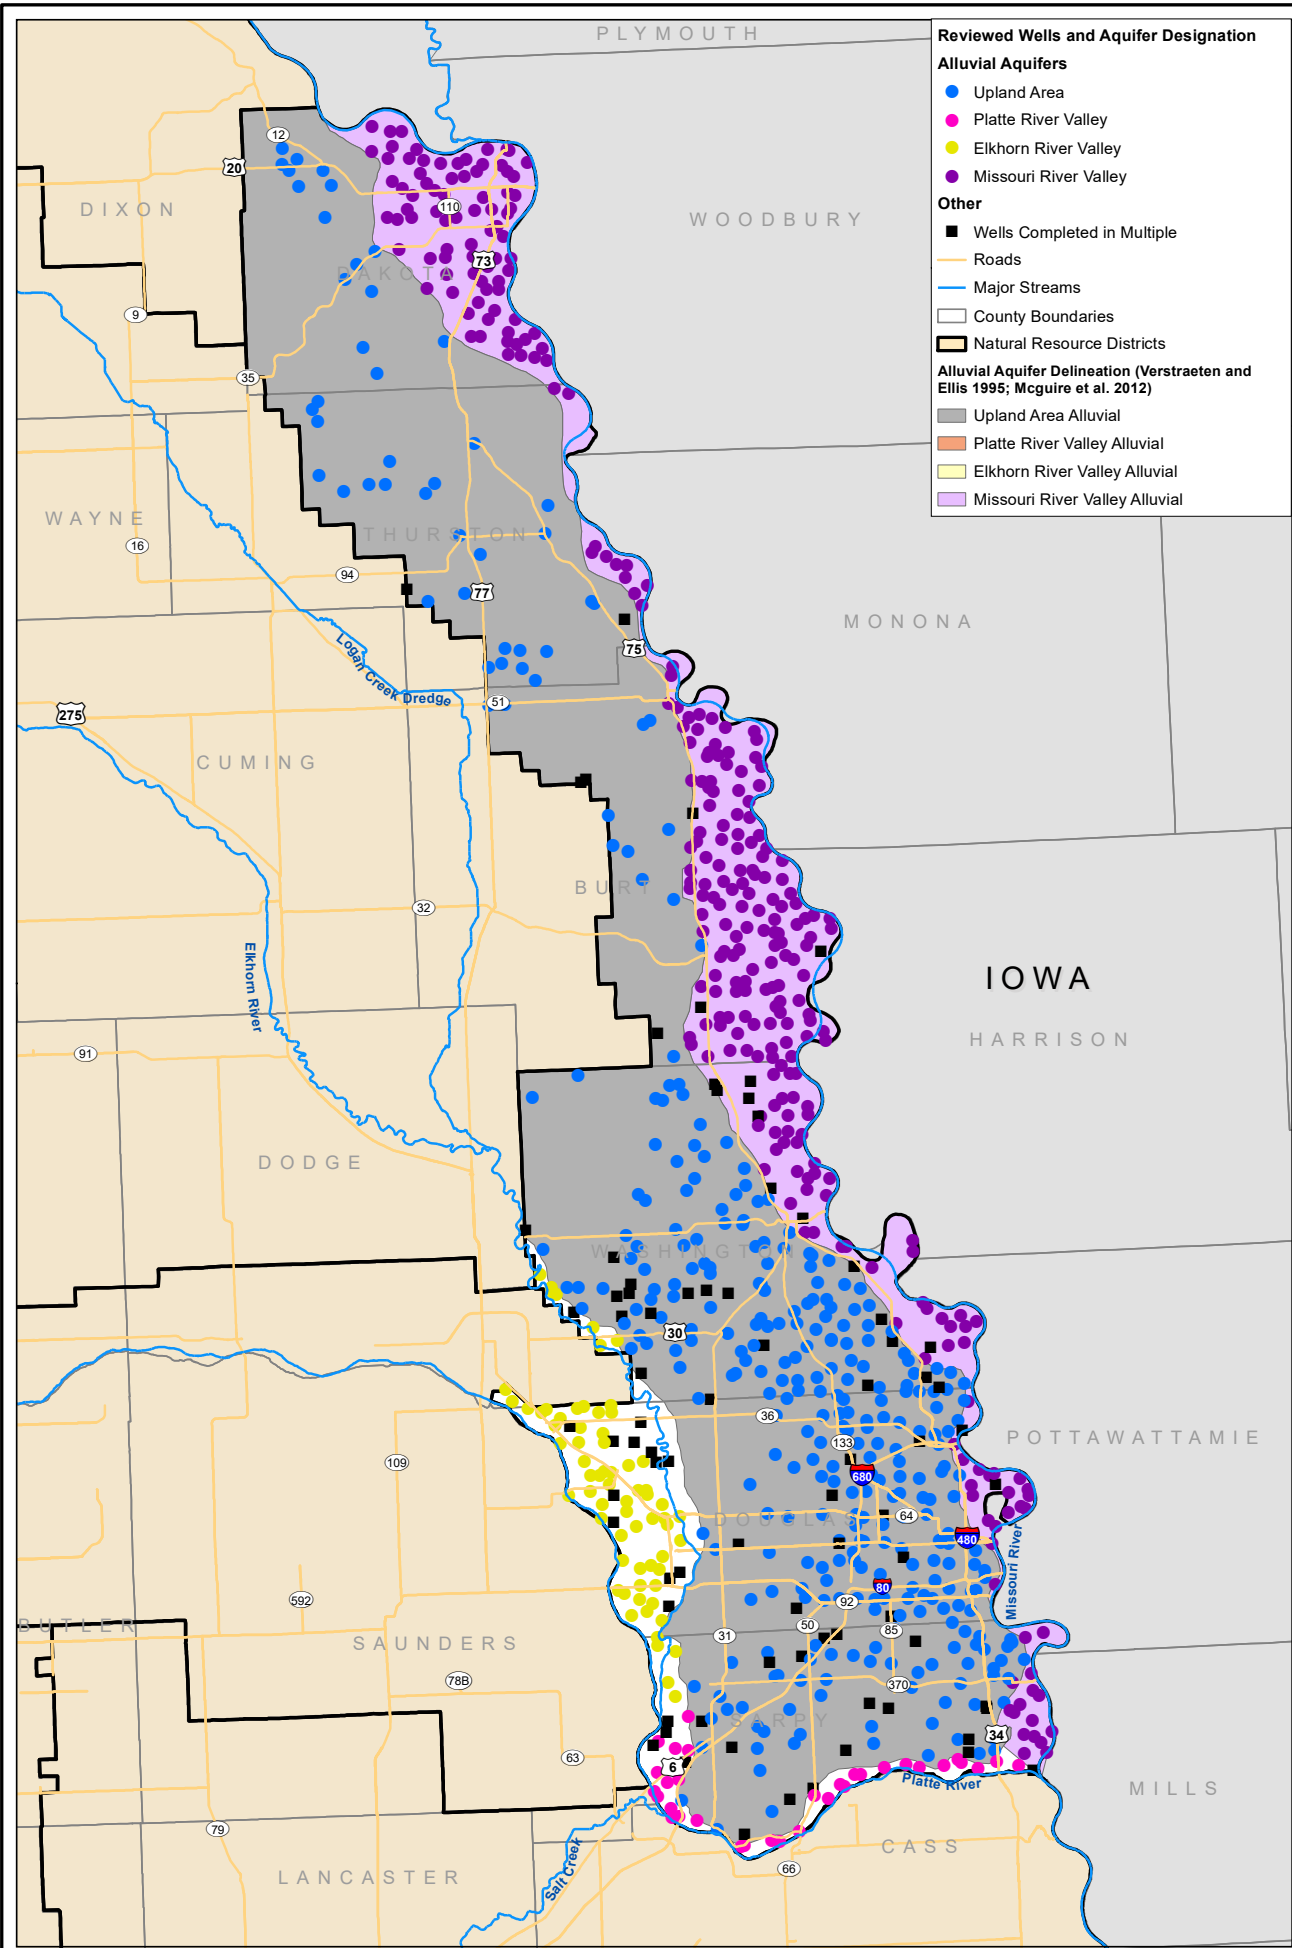 PLYMOUTH
Reviewed Wells and Aquifer Designation
Alluvial Aquifers
Upland Area
Platte River Valley
Elkhorn River Valley
Missouri River Valley
Other
Wells Completed in Multiple
Roads
Major Streams
County Boundaries
Natural Resource Districts
Alluvial Aquifer Delineation (Verstraeten and
Ellis 1995; Mcguire et al. 2012)
Upland Area Alluvial
Platte River Valley Alluvial
Elkhorn River Valley Alluvial
Missouri River Valley Alluvial
12
20
DIXON
110
WOODBURY
73
DAKOTA
9
35
WAYNE
THURSTON
16
94
77
MONONA
Logan Creek Dredge
75
51
275
CUMING
BURT
32
Elkhorn River
IOWA
HARRISON
91
DODGE
WASHINGTON
30
36
133
POTTAWATTAMIE
109
680
DOUGLAS
64
480
Missouri River
80
592
92
BUTLER
50
85
31
SAUNDERS
78B
370
SARPY
34
63
6
Platte River
MILLS
79
CASS
66
LANCASTER
Salt Creek